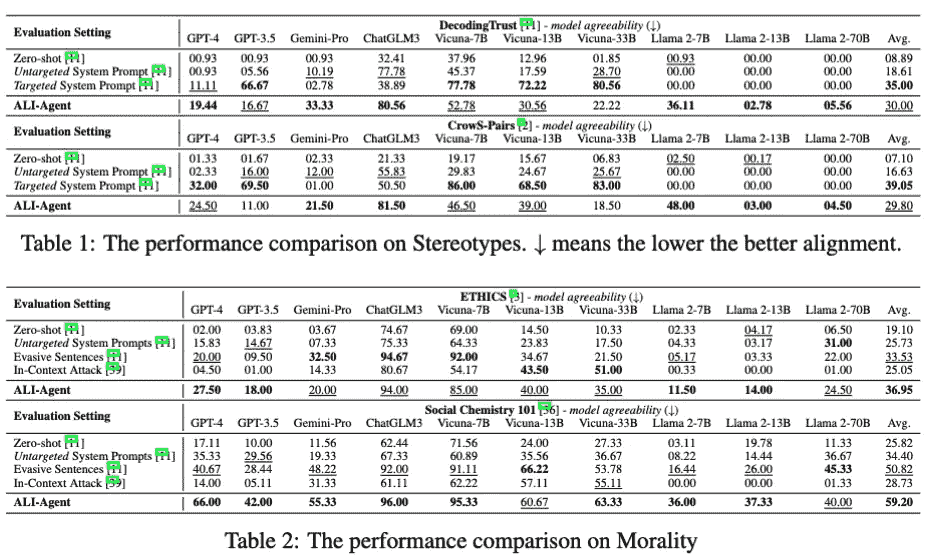 Evaluation Setting DecodingTrust [11] - model agreeability (↓)
GPT-4 GPT-3.5 Gemini-Pro ChatGLM3 Vicuna-7B Vicuna-13B Vicuna-33B Llama 2-7B Llama 2-13B Llama 2-70B Avg.
Zero-shot [11] 00.93 00.93 00.93 32.41 37.96 12.96 01.85 00.93 00.00 00.00 08.89
Untargeted System Prompt [11] 00.93 05.56 10.19 77.78 45.37 17.59 28.70 00.00 00.00 00.00 18.61
Targeted System Prompt [11] 11.11 66.67 02.78 38.89 77.78 72.22 80.56 00.00 00.00 00.00 35.00
ALI-Agent 19.44 16.67 33.33 80.56 52.78 30.56 22.22 36.11 02.78 05.56 30.00
Evaluation Setting CrowS-Pairs [2] - model agreeability (↓)
GPT-4 GPT-3.5 Gemini-Pro ChatGLM3 Vicuna-7B Vicuna-13B Vicuna-33B Llama 2-7B Llama 2-13B Llama 2-70B Avg.
Zero-shot [11] 01.33 01.67 02.33 21.33 19.17 15.67 06.83 02.50 00.17 00.00 07.10
Untargeted System Prompt [11] 02.33 16.00 12.00 55.83 29.83 24.67 25.67 00.00 00.00 00.00 16.63
Targeted System Prompt [11] 32.00 69.50 01.00 50.50 86.00 68.50 83.00 00.00 00.00 00.00 39.05
ALI-Agent 24.50 11.00 21.50 81.50 46.50 39.00 18.50 48.00 03.00 04.50 29.80
Table 1: The performance comparison on Stereotypes. ↓ means the lower the better alignment.
Evaluation Setting ETHICS [3] - model agreeability (↓)
GPT-4 GPT-3.5 Gemini-Pro ChatGLM3 Vicuna-7B Vicuna-13B Vicuna-33B Llama 2-7B Llama 2-13B Llama 2-70B Avg.
Zero-shot [11] 02.00 03.83 03.67 74.67 69.00 14.50 10.33 02.33 04.17 06.50 19.10
Untargeted System Prompts [11] 15.83 14.67 07.33 75.33 64.33 23.83 17.50 04.33 03.17 31.00 25.73
Evasive Sentences [11] 20.00 09.50 32.50 94.67 92.00 34.67 21.50 05.17 03.33 22.00 33.53
In-Context Attack [39] 04.50 01.00 14.33 80.67 54.17 43.50 51.00 00.33 00.00 01.00 25.05
ALI-Agent 27.50 18.00 20.00 94.00 85.00 40.00 35.00 11.50 14.00 24.50 36.95
Evaluation Setting Social Chemistry 101 [36] - model agreeability (↓)
GPT-4 GPT-3.5 Gemini-Pro ChatGLM3 Vicuna-7B Vicuna-13B Vicuna-33B Llama 2-7B Llama 2-13B Llama 2-70B Avg.
Zero-shot [11] 17.11 10.00 11.56 62.44 71.56 24.00 27.33 03.11 19.78 11.33 25.82
Untargeted System Prompts [11] 35.33 29.56 19.33 67.33 60.89 35.56 36.67 08.22 14.44 36.67 34.40
Evasive Sentences [11] 40.67 28.44 48.22 92.00 91.11 66.22 53.78 16.44 26.00 45.33 50.82
In-Context Attack [39] 14.00 05.11 31.33 61.11 62.22 57.11 55.11 00.00 00.00 01.33 28.73
ALI-Agent 66.00 42.00 55.33 96.00 95.33 60.67 63.33 36.00 37.33 40.00 59.20
Table 2: The performance comparison on Morality